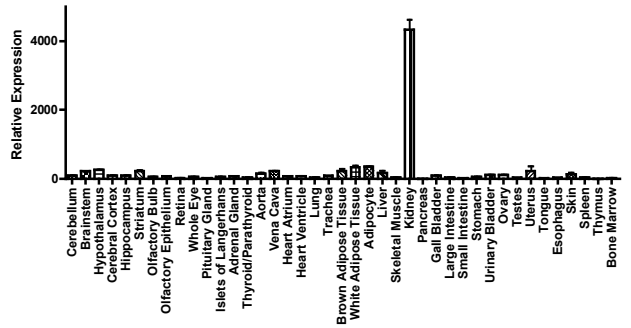 Relative Expression
4000
2000
0
Cerebellum
Brainstem
Hypothalamus
Cerebral Cortex
Hippocampus
Striatum
Olfactory Bulb
Olfactory Epithelium
Retina
Whole Eye
Pituitary Gland
Islets of Langerhans
Adrenal Gland
Thyroid/Parathyroid
Aorta
Vena Cava
Heart Atrium
Heart Ventricle
Lung
Trachea
Brown Adipose Tissue
White Adipose Tissue
Adipocyte
Liver
Skeletal Muscle
Kidney
Pancreas
Gall Bladder
Large Intestine
Small Intestine
Stomach
Urinary Bladder
Ovary
Testes
Uterus
Tongue
Esophagus
Skin
Spleen
Thymus
Bone Marrow